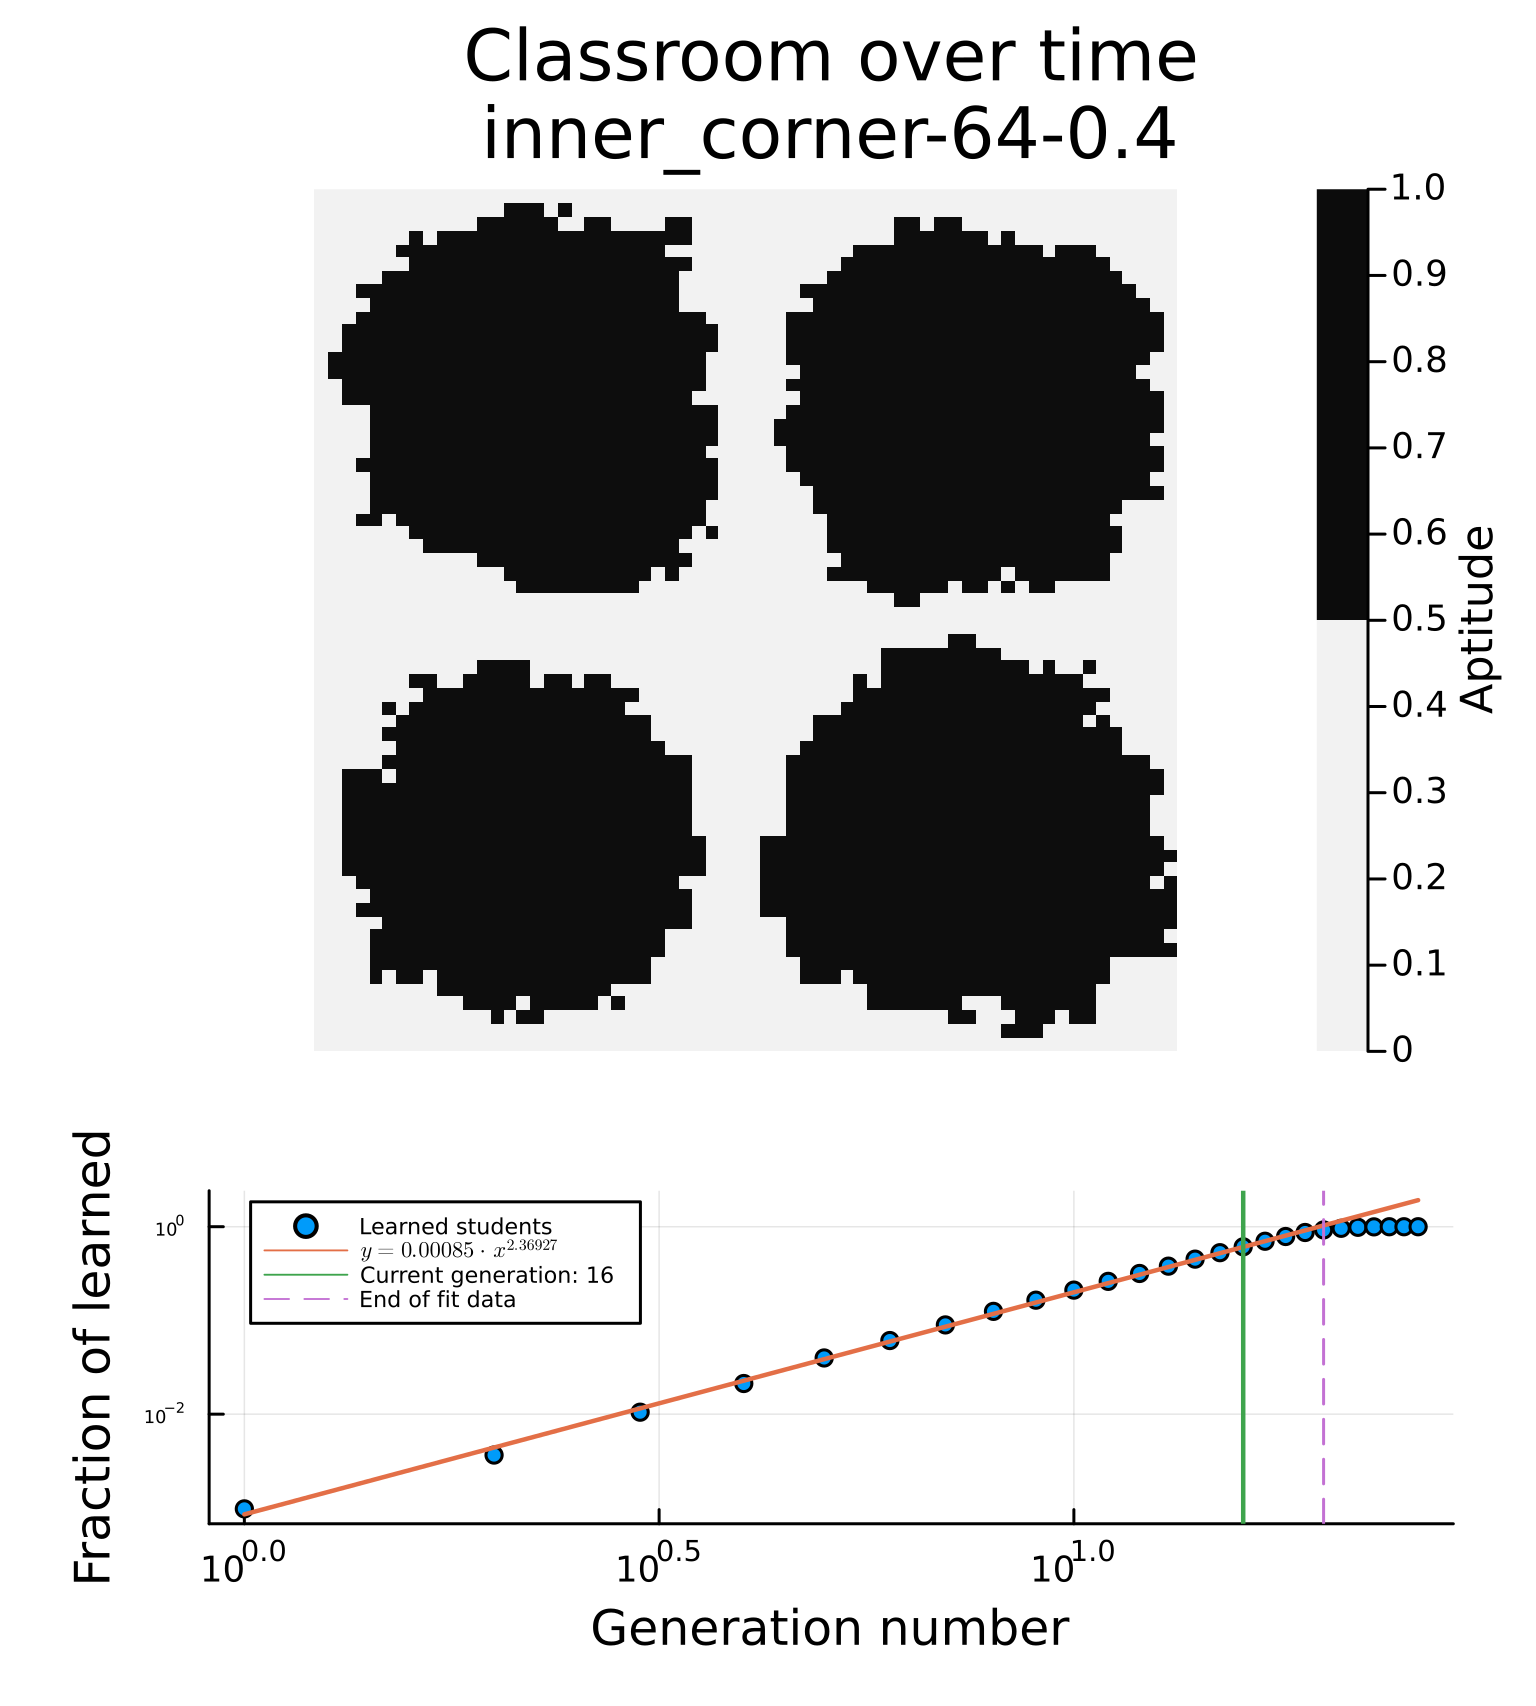 Classroom over time
inner_corner-64-0.4
1.0
0.9
0.8
0.7
0.6
0.5
0.4
0.3
0.2
0.1
0
Aptitude
Fraction of learned
10^0
10^−2
Learned students
y = 0.00085 · x^2.36927
Current generation: 16
End of fit data
10^0.0
10^0.5
10^1.0
Generation number